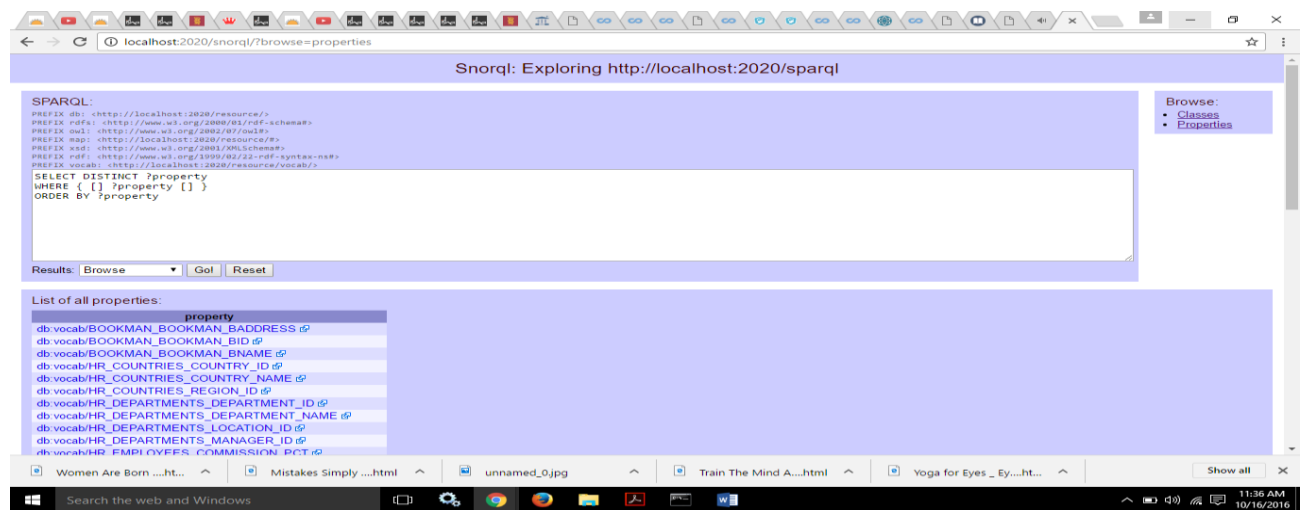 localhost:2020/snorql/?browse=properties
Snorql: Exploring http://localhost:2020/sparql
SPARQL:
PREFIX db: <http://localhost:2020/resource/>
PREFIX rdfs: <http://www.w3.org/2000/01/rdf-schema#>
PREFIX owl: <http://www.w3.org/2002/07/owl#>
PREFIX map: <http://localhost:2020/resource/#>
PREFIX xsd: <http://www.w3.org/2001/XMLSchema#>
PREFIX rdf: <http://www.w3.org/1999/02/22-rdf-syntax-ns#>
PREFIX vocab: <http://localhost:2020/resource/vocab/>
SELECT DISTINCT ?property
WHERE { [] ?property [] }
ORDER BY ?property
Results: Browse Go! Reset
Browse:
Classes
Properties
List of all properties:
property
db:vocab/BOOKMAN_BOOKMAN_BADDRESS
db:vocab/BOOKMAN_BOOKMAN_BID
db:vocab/BOOKMAN_BOOKMAN_BNAME
db:vocab/HR_COUNTRIES_COUNTRY_ID
db:vocab/HR_COUNTRIES_COUNTRY_NAME
db:vocab/HR_COUNTRIES_REGION_ID
db:vocab/HR_DEPARTMENTS_DEPARTMENT_ID
db:vocab/HR_DEPARTMENTS_DEPARTMENT_NAME
db:vocab/HR_DEPARTMENTS_LOCATION_ID
db:vocab/HR_DEPARTMENTS_MANAGER_ID
db:vocab/HR_EMPLOYEES_COMMISSION_PCT
Women Are Born ....ht... Mistakes Simply ....html unnamed_0.jpg Train The Mind A....html Yoga for Eyes _ Ey....ht... Show all
Search the web and Windows
11:36 AM
10/16/2016